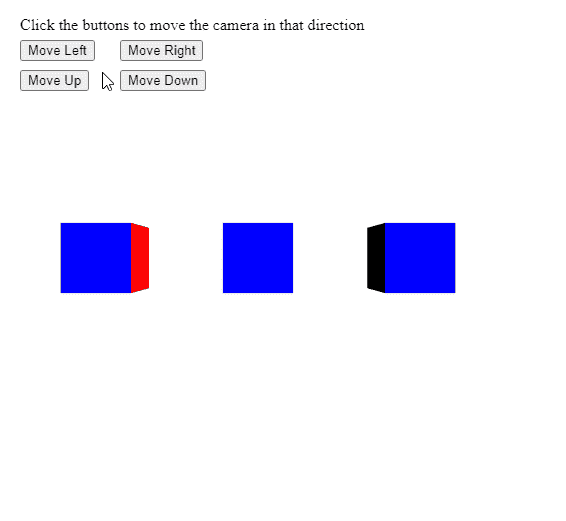 Click the buttons to move the camera in that direction
Move Left Move Right
Move Up Move Down